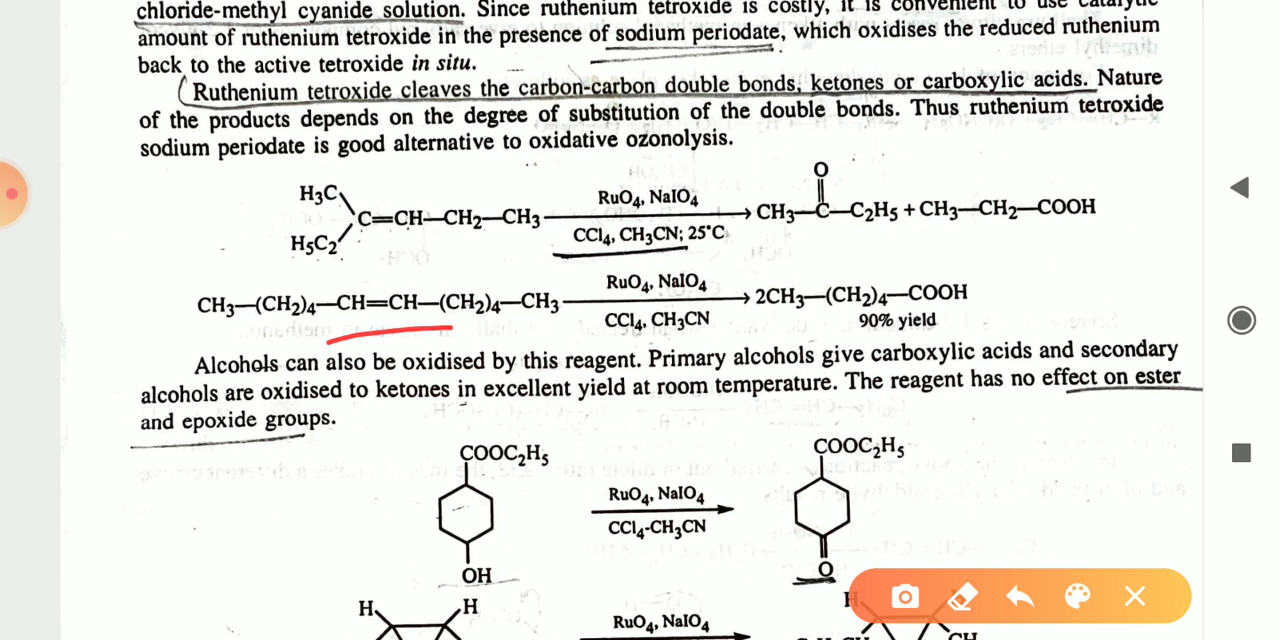 chloride-methyl cyanide solution. Since ruthenium tetroxide is costly, it is convenient to use catalytic
amount of ruthenium tetroxide in the presence of sodium periodate, which oxidises the reduced ruthenium
back to the active tetroxide in situ.
Ruthenium tetroxide cleaves the carbon-carbon double bonds, ketones or carboxylic acids. Nature
of the products depends on the degree of substitution of the double bonds. Thus ruthenium tetroxide
sodium periodate is good alternative to oxidative ozonolysis.
O
H₃C
RuO₄, NaIO₄
C=CH—CH₂—CH₃ → CH₃—C—C₂H₅ + CH₃—CH₂—COOH
H₅C₂
CCl₄, CH₃CN; 25°C
RuO₄, NaIO₄
CH₃—(CH₂)₄—CH=CH—(CH₂)₄—CH₃ → 2CH₃—(CH₂)₄—COOH
CCl₄, CH₃CN 90% yield
Alcohols can also be oxidised by this reagent. Primary alcohols give carboxylic acids and secondary
alcohols are oxidised to ketones in excellent yield at room temperature. The reagent has no effect on ester
and epoxide groups.
COOC₂H₅ COOC₂H₅
RuO₄, NaIO₄
CCl₄-CH₃CN
OH O
H H H
RuO₄, NaIO₄
CH